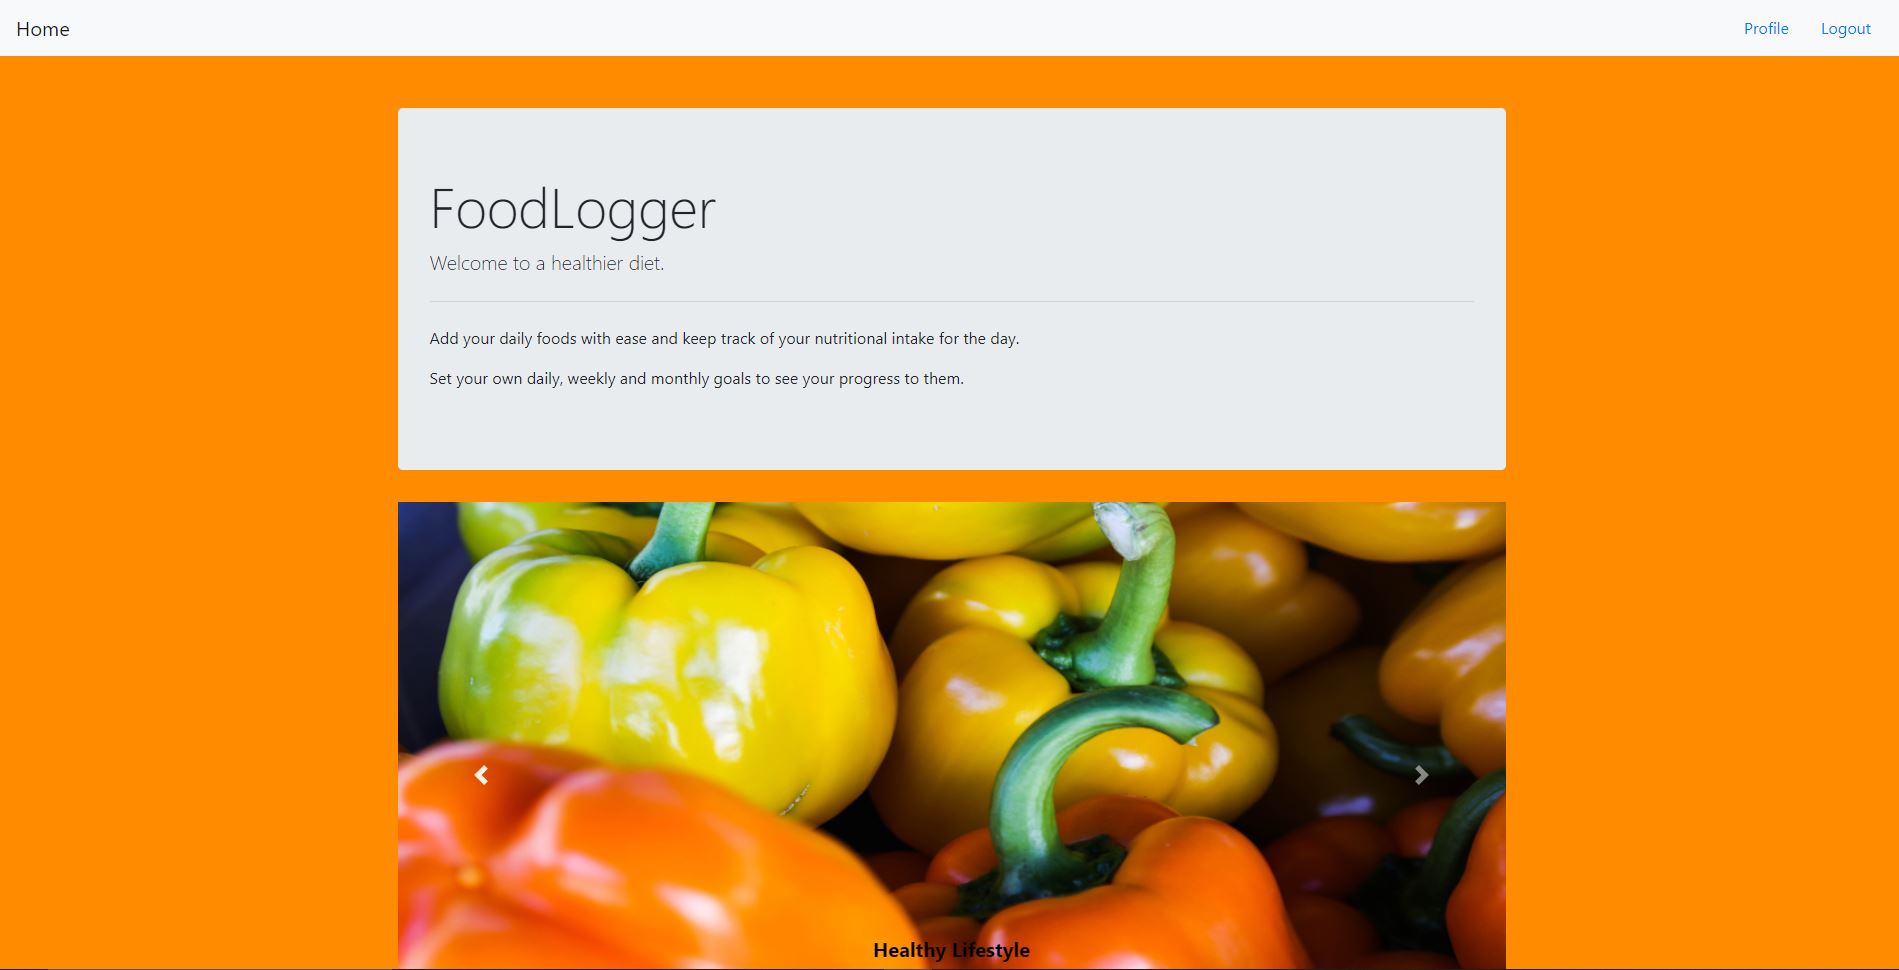 Home
Profile
Logout
FoodLogger
Welcome to a healthier diet.
Add your daily foods with ease and keep track of your nutritional intake for the day.
Set your own daily, weekly and monthly goals to see your progress to them.
Healthy Lifestyle